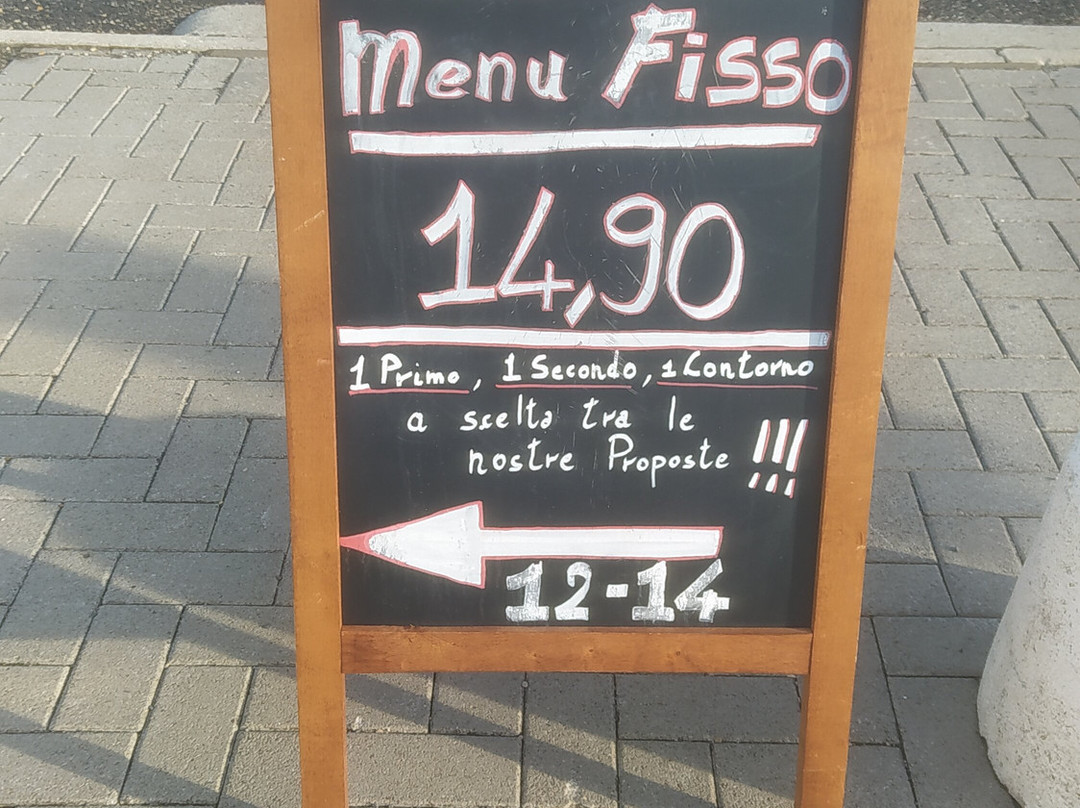 Menu Fisso
14,90
1 Primo, 1 Secondo, 1 Contorno
a scelta tra le
nostre Proposte !!!
12-14